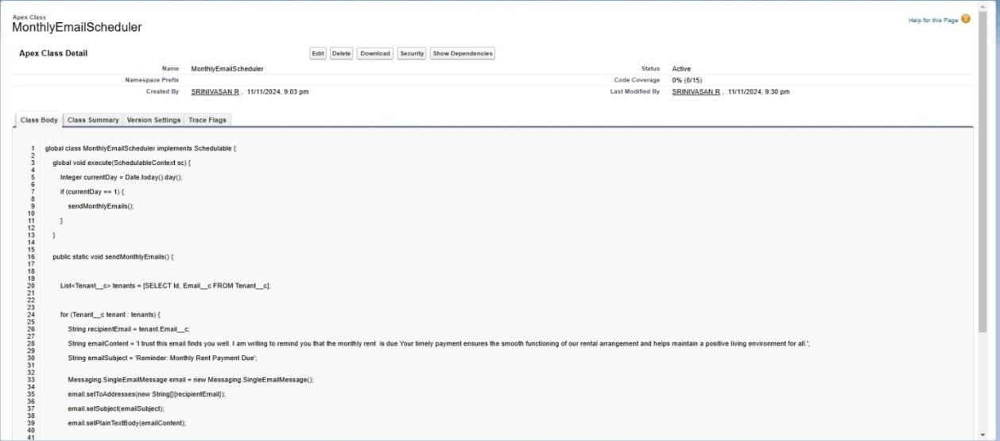 Apex Class
MonthlyEmailScheduler
Help for this Page
Apex Class Detail
Edit Delete Download Security Show Dependencies
Name MonthlyEmailScheduler Status Active
Namespace Prefix Code Coverage 0% (0/15)
Created By SRINIVASAN R , 11/11/2024, 9:03 pm Last Modified By SRINIVASAN R , 11/11/2024, 9:30 pm
Class Body Class Summary Version Settings Trace Flags
1 global class MonthlyEmailScheduler implements Schedulable {
2
3 global void execute(SchedulableContext sc) {
4
5 Integer currentDay = Date.today().day();
6
7 if (currentDay == 1) {
8
9 sendMonthlyEmails();
10
11 }
12
13 }
14
15
16 public static void sendMonthlyEmails() {
17
18
19
20 List<Tenant__c> tenants = [SELECT Id, Email__c FROM Tenant__c];
21
22
23
24 for (Tenant__c tenant : tenants) {
25
26 String recipientEmail = tenant.Email__c;
27
28 String emailContent = 'I trust this email finds you well. I am writing to remind you that the monthly rent is due Your timely payment ensures the smooth functioning of our rental arrangement and helps maintain a positive living environment for all.';
29
30 String emailSubject = 'Reminder: Monthly Rent Payment Due';
31
32
33 Messaging.SingleEmailMessage email = new Messaging.SingleEmailMessage();
34
35 email.setToAddresses(new String[]{recipientEmail});
36
37 email.setSubject(emailSubject);
38
39 email.setPlainTextBody(emailContent);
40
41